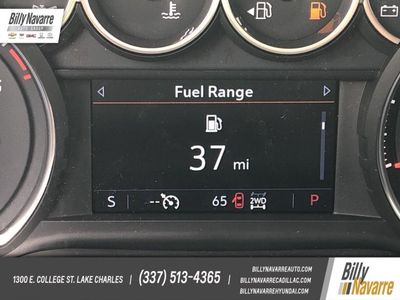 Billy Navarre
Fuel Range
37 mi
S -- 65 2WD P
1300 E. COLLEGE ST. LAKE CHARLES
(337) 513-4365
BILLYNAVARREAUTO.COM
BILLYNAVARRECADILLAC.COM
BILLYNAVARREHYUNDAI.COM
Billy
Navarre